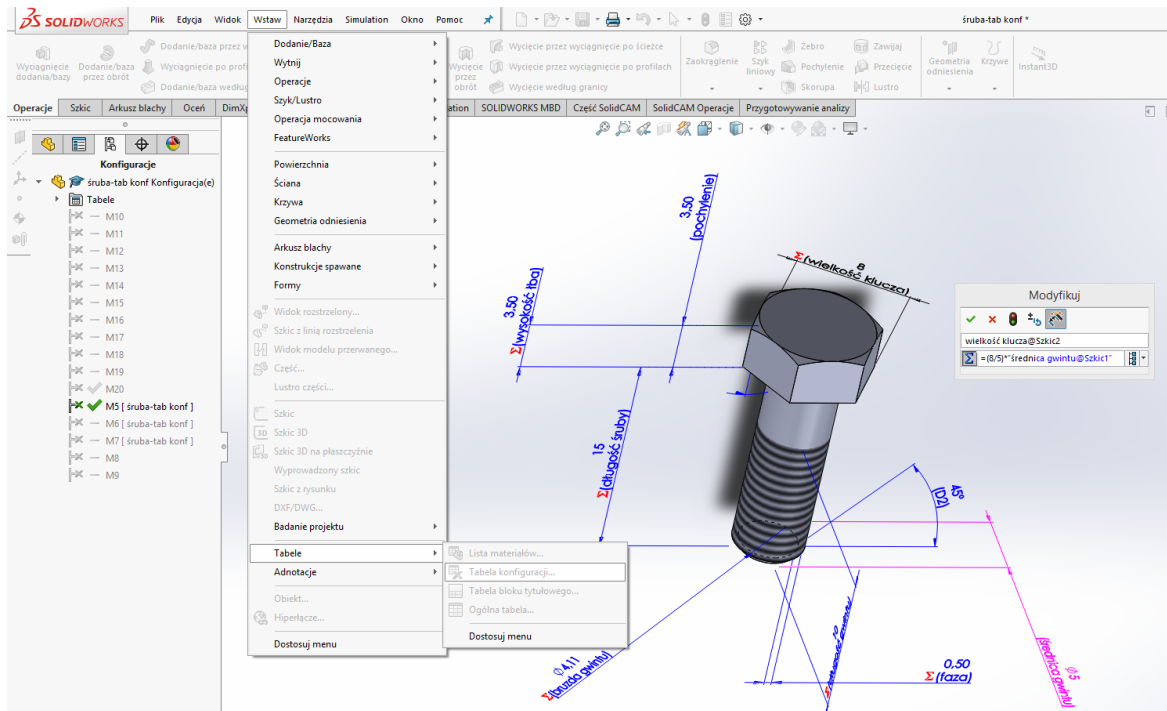 SOLIDWORKS
Plik Edycja Widok Wstaw Narzędzia Simulation Okno Pomoc
śruba-tab konf *
Wyciągnięcie dodania/bazy
Dodanie/baza przez obrót
Dodanie/baza przez w
Wyciągnięcie po profi
Dodanie/baza według
Wycięcie przez obrót
Wycięcie przez wyciągnięcie po ścieżce
Wycięcie przez wyciągnięcie po profilach
Wycięcie według granicy
Zaokrąglenie
Szyk liniowy
Żebro
Pochylenie
Skorupa
Zawijaj
Przecięcie
Lustro
Geometria odniesienia
Krzywe
Instant3D
Operacje Szkic Arkusz blachy Oceń DimXp
ation SOLIDWORKS MBD Część SolidCAM SolidCAM Operacje Przygotowywanie analizy
Konfiguracje
śruba-tab konf Konfiguracja(e)
Tabele
M10
M11
M12
M13
M14
M15
M16
M17
M18
M19
M20
M5 [ śruba-tab konf ]
M6 [ śruba-tab konf ]
M7 [ śruba-tab konf ]
M8
M9
Dodanie/Baza
Wytnij
Operacje
Szyk/Lustro
Operacja mocowania
FeatureWorks
Powierzchnia
Ściana
Krzywa
Geometria odniesienia
Arkusz blachy
Konstrukcje spawane
Formy
Widok rozstrzelony...
Szkic z linią rozstrzelenia
Widok modelu przerwanego...
Część...
Lustro części...
Szkic
Szkic 3D
Szkic 3D na płaszczyźnie
Wyprowadzony szkic
Szkic z rysunku
DXF/DWG...
Badanie projektu
Tabele
Adnotacje
Obiekt...
Hiperłącze...
Dostosuj menu
Lista materiałów...
Tabela konfiguracji...
Tabela bloku tytułowego...
Ogólna tabela...
Dostosuj menu
3,50
(pochylenie)
8
Σ(wielkość klucza)
3,50
Σ(wysokość łba)
15
Σ(długość śruby)
45°
(D2)
Ø4,11
Σ(bruzda gwintu)
10
0,50
Σ(faza)
Ø5
(średnica gwintu)
Modyfikuj
wielkość klucza@Szkic2
Σ =(8/5)*"średnica gwintu@Szkic1"